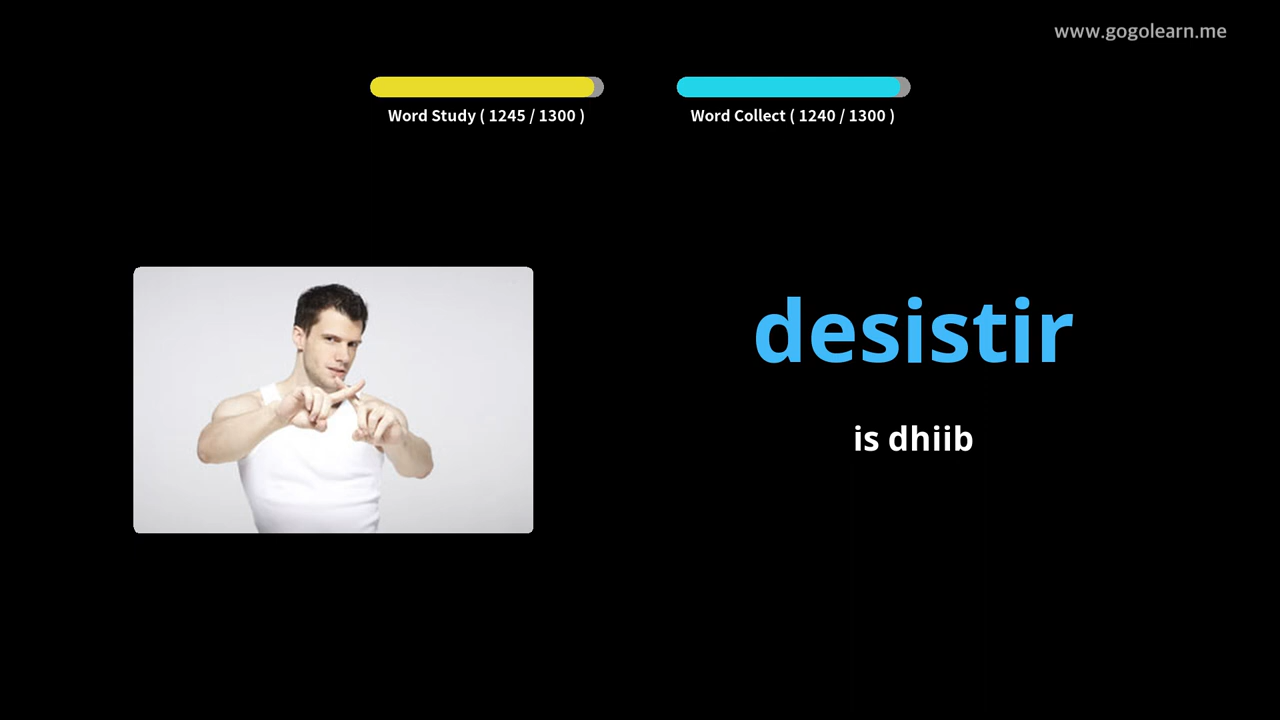 www.gogolearn.me
Word Study ( 1245 / 1300 )
Word Collect ( 1240 / 1300 )
desistir
is dhiib